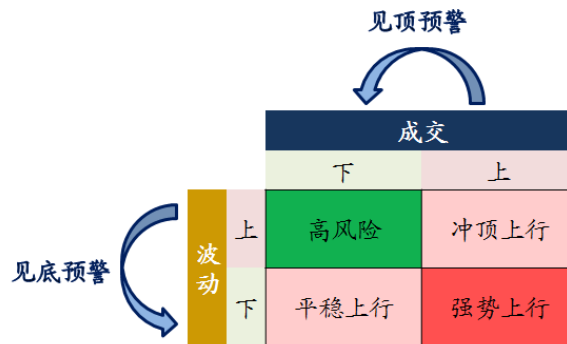 见顶预警
成交
下 上
波动 上 高风险 冲顶上行
见底预警
下 平稳上行 强势上行